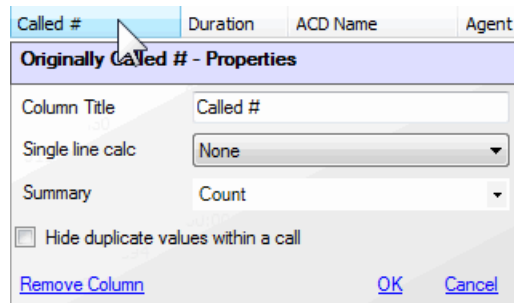 Called # Duration ACD Name Agent
Originally Called # - Properties
Column Title Called #
Single line calc None
Summary Count
Hide duplicate values within a call
Remove Column OK Cancel